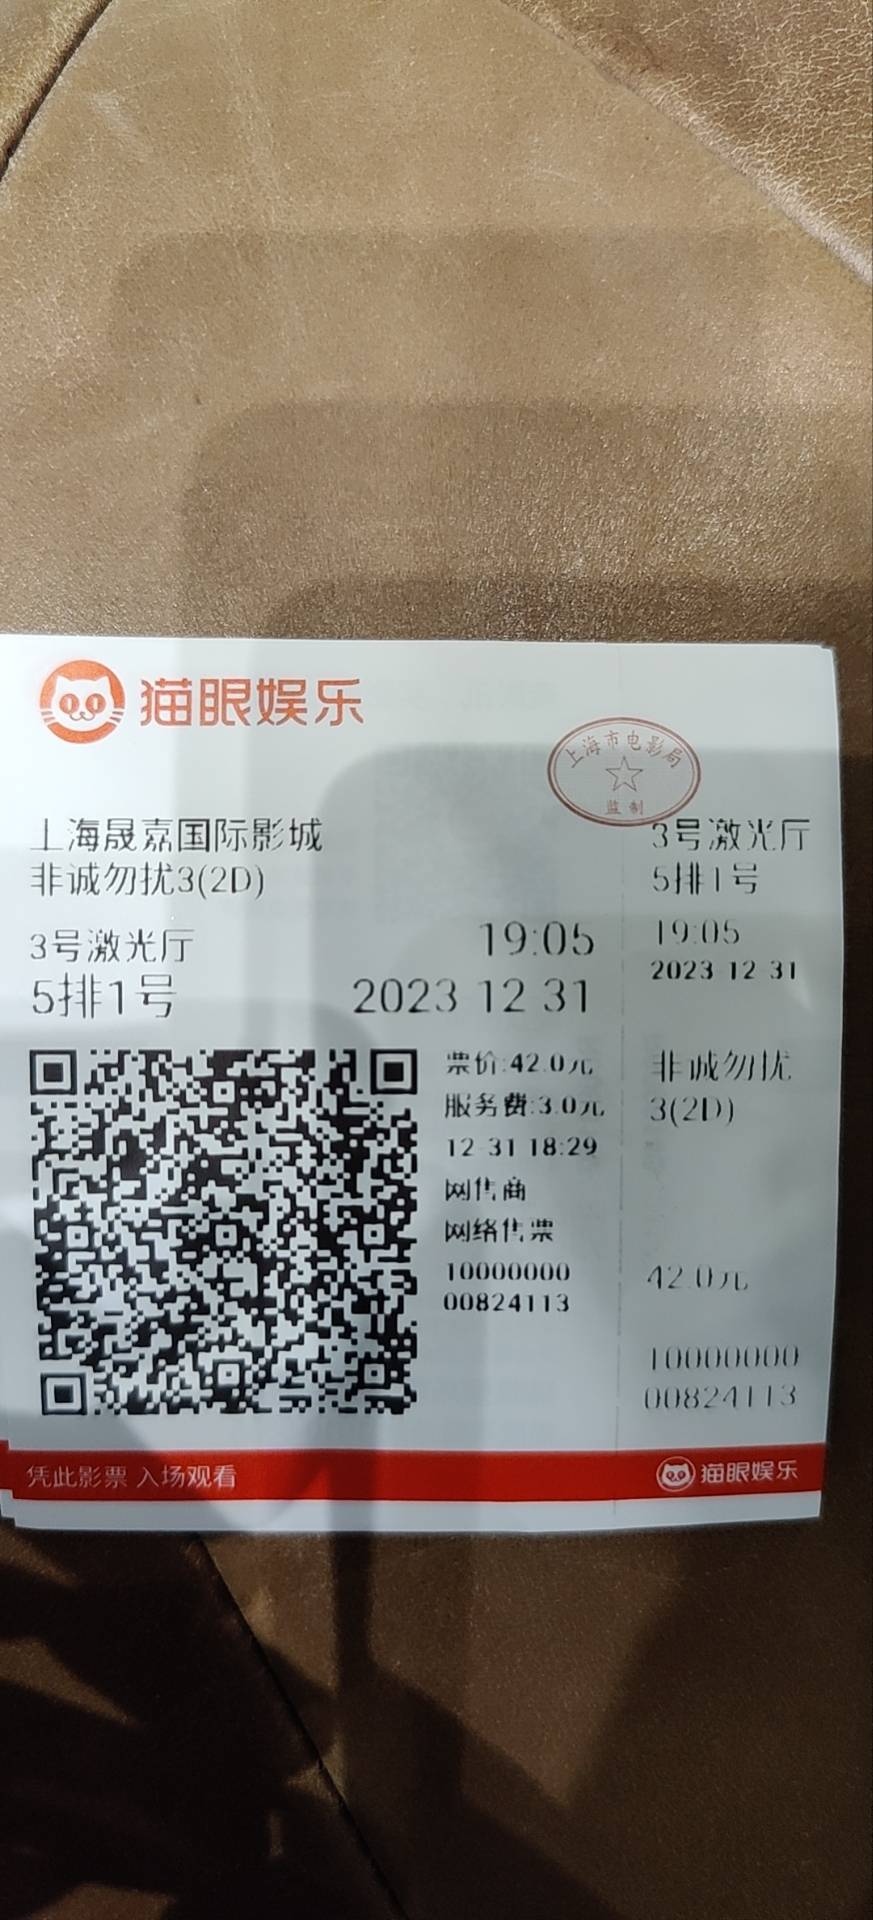 猫眼娱乐
上海市电影局
监制
上海晟嘉国际影城
非诚勿扰3(2D)
3号激光厅
19:05
5排1号
2023 12 31
票价:42.0元
服务费:3.0元
12-31 18:29
网售商
网络售票
10000000
00824113
3号激光厅
5排1号
19:05
2023 12 31
非诚勿扰
3(2D)
42.0元
10000000
00824113
凭此影票 入场观看
猫眼娱乐